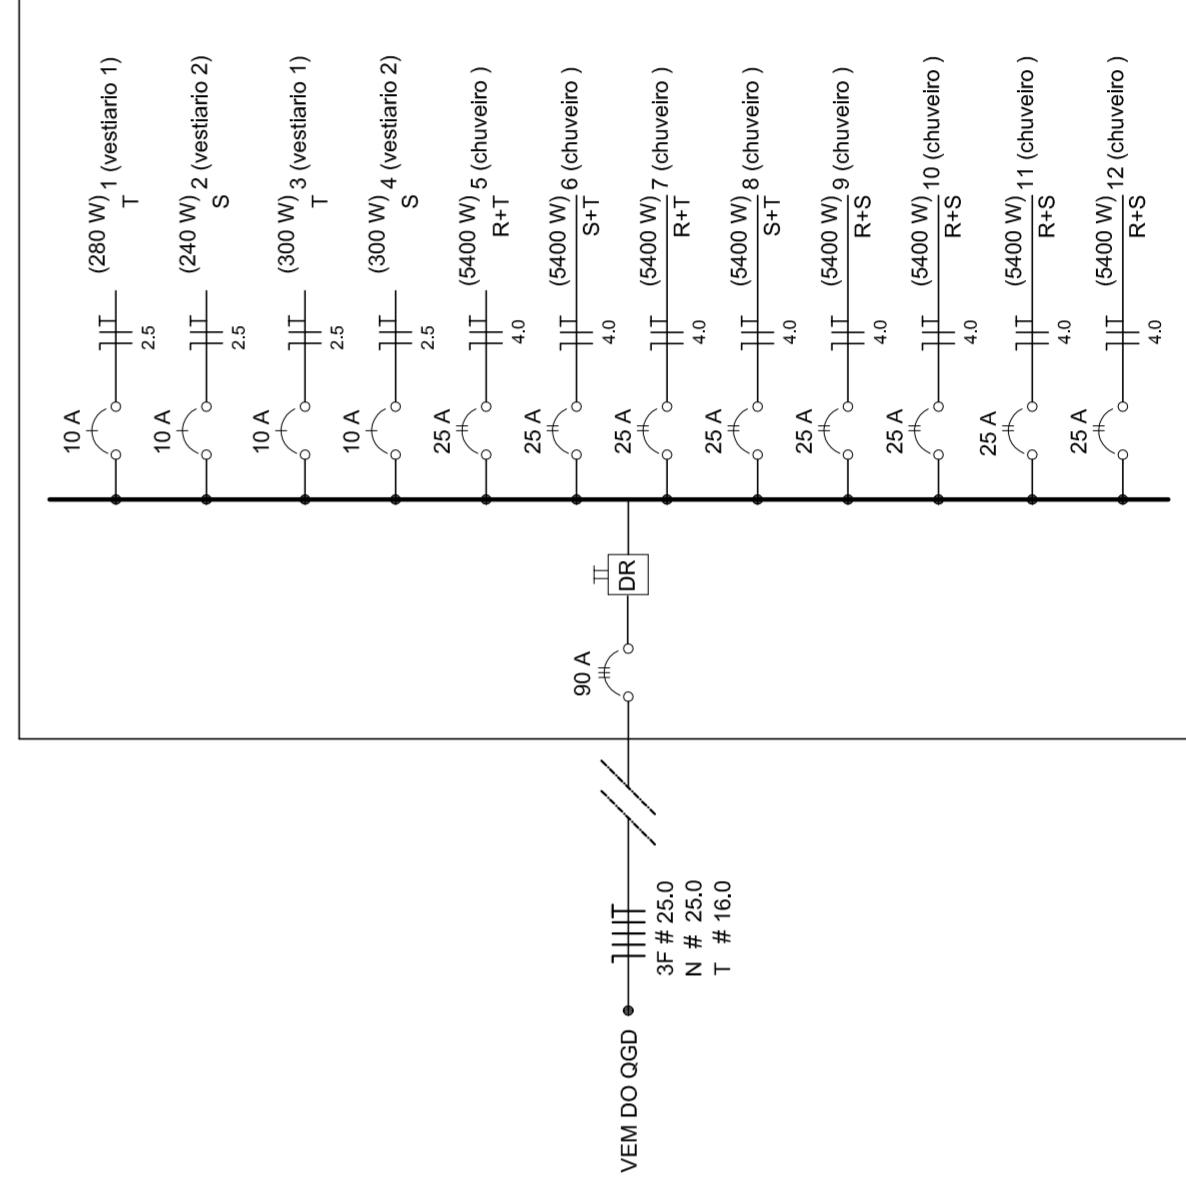 (280 W) 1 (vestiario 1)
T
10 A
2.5
(240 W) 2 (vestiario 2)
S
10 A
2.5
(300 W) 3 (vestiario 1)
T
10 A
2.5
(300 W) 4 (vestiario 2)
S
10 A
2.5
(5400 W) 5 (chuveiro )
R+T
25 A
4.0
(5400 W) 6 (chuveiro )
S+T
25 A
4.0
(5400 W) 7 (chuveiro )
R+T
25 A
4.0
(5400 W) 8 (chuveiro )
S+T
25 A
4.0
(5400 W) 9 (chuveiro )
R+S
25 A
4.0
(5400 W) 10 (chuveiro )
R+S
25 A
4.0
(5400 W) 11 (chuveiro )
R+S
25 A
4.0
(5400 W) 12 (chuveiro )
R+S
25 A
4.0
DR
90 A
3F # 25.0
N # 25.0
T # 16.0
VEM DO QGD